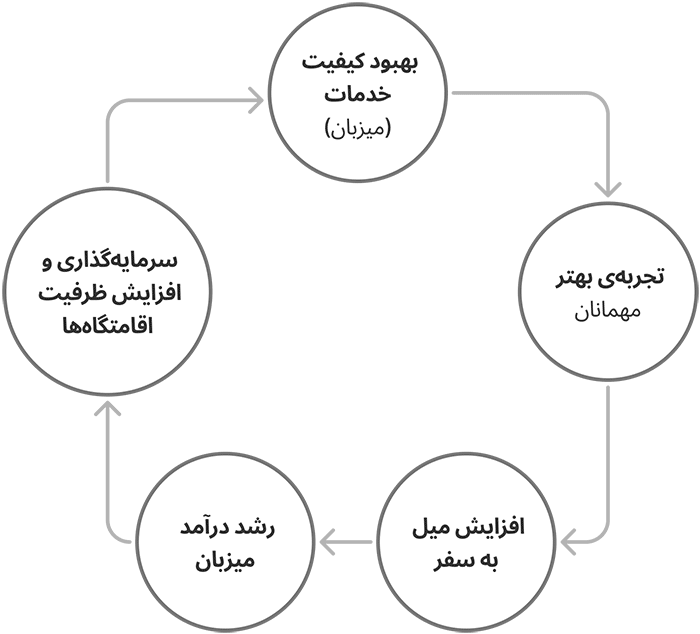 بهبود کیفیت
خدمات
(میزبان)
تجربه‌ی بهتر
مهمانان
افزایش میل
به سفر
رشد درآمد
میزبان
سرمایه‌گذاری و
افزایش ظرفیت
اقامتگاه‌ها